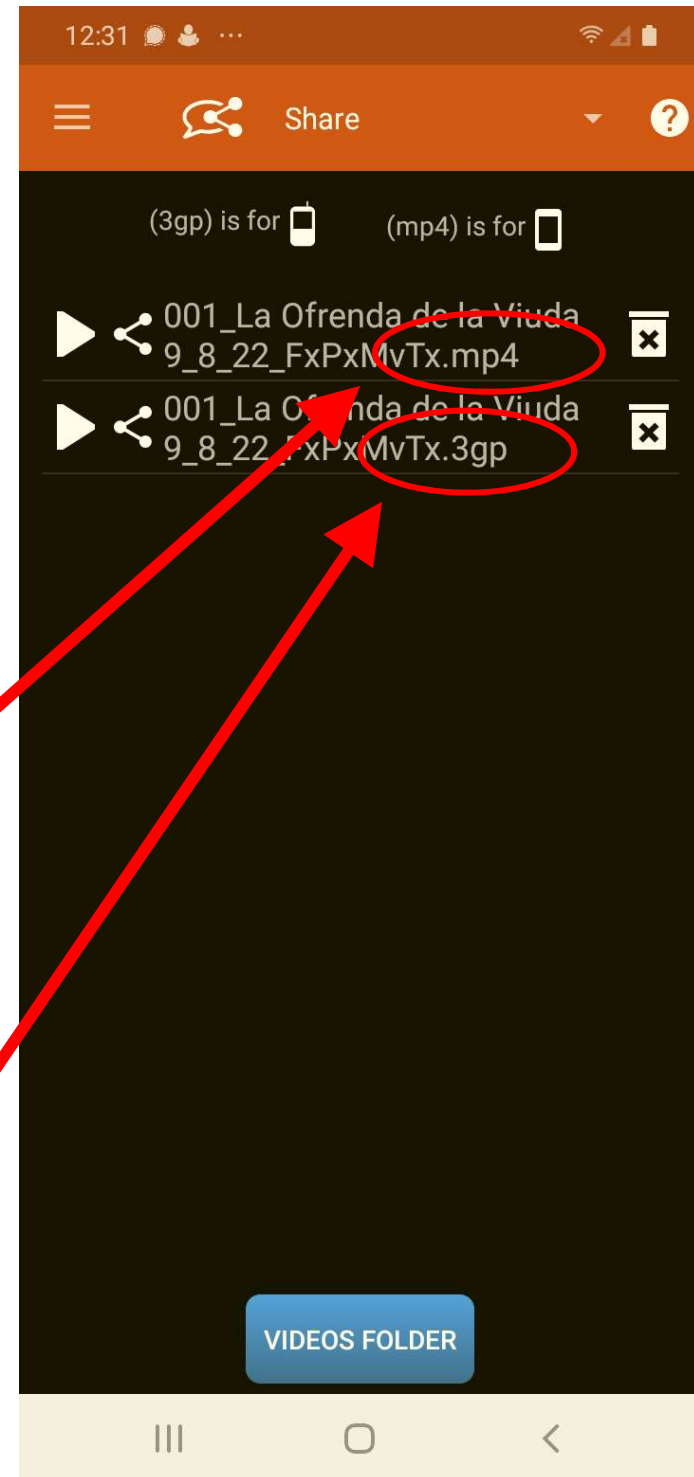 12:31
Share
(3gp) is for
(mp4) is for
001_La Ofrenda de la Viuda
9_8_22_FxPxMvTx.mp4
001_La Ofrenda de la Viuda
9_8_22_FxPxMvTx.3gp
VIDEOS FOLDER